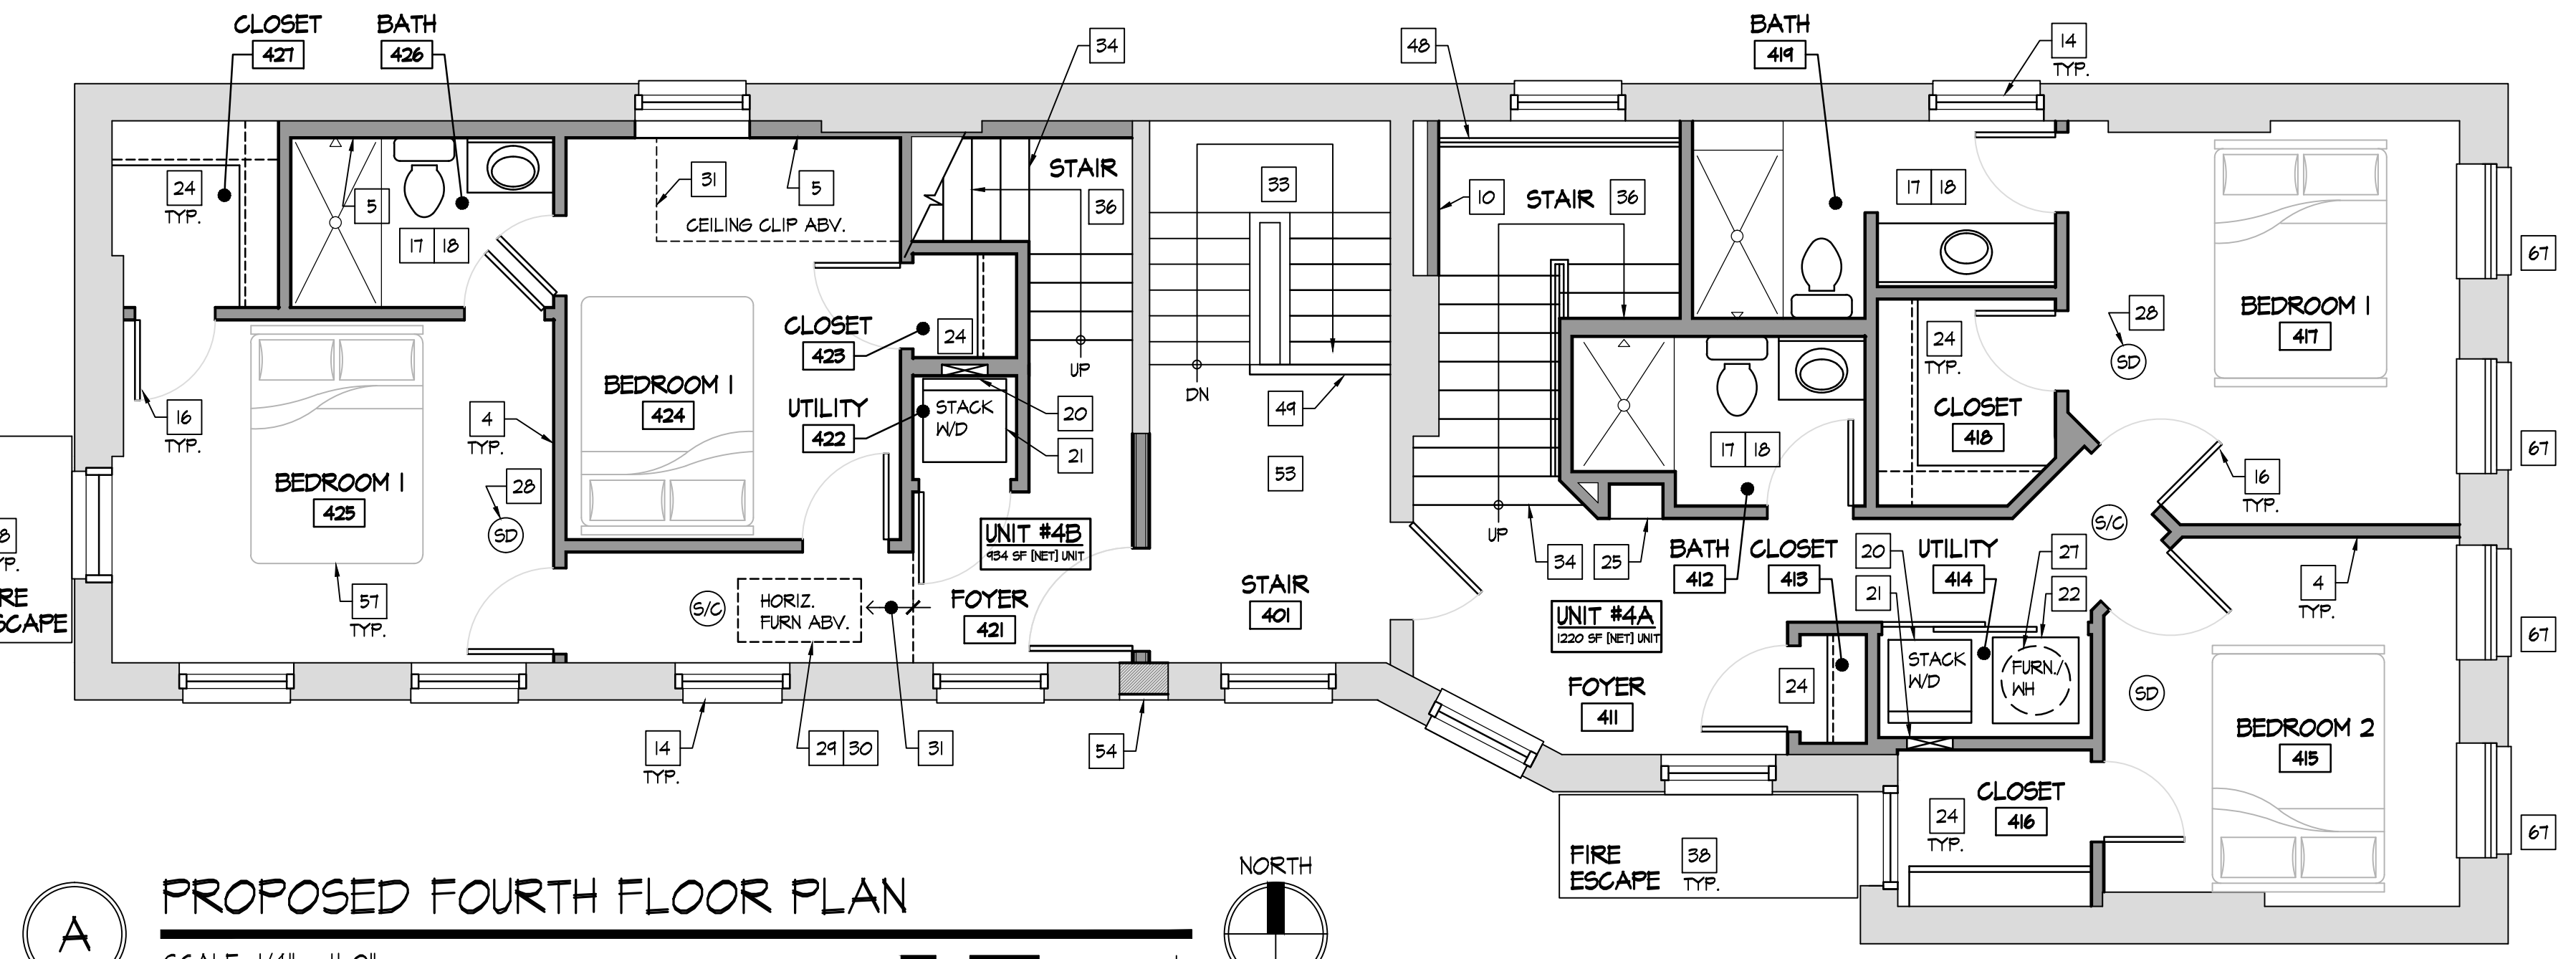 CLOSET
427
BATH
426
34
48
BATH
419
14
TYP.
24
TYP.
5
17 18
31
5
CEILING CLIP ABV.
STAIR
36
33
10
STAIR
36
17 18
67
CLOSET
423
24
UP
DN
49
28
SD
BEDROOM 1
417
24
TYP.
CLOSET
418
16
TYP.
4
TYP.
BEDROOM 1
424
UTILITY
422
STACK
W/D
20
21
53
17 18
67
16
TYP.
BEDROOM 1
425
28
SD
UNIT #4B
934 SF [NET] UNIT
UP
34
25
BATH
412
CLOSET
413
20
21
UTILITY
414
27
22
S/C
4
TYP.
8
YP.
RE
SCAPE
57
TYP.
S/C
HORIZ.
FURN ABV.
FOYER
421
STAIR
401
UNIT #4A
1220 SF [NET] UNIT
67
FOYER
411
24
STACK
W/D
FURN./
WH
SD
BEDROOM 2
415
14
TYP.
29 30
31
54
FIRE
ESCAPE
38
TYP.
24
TYP.
CLOSET
416
67
A
PROPOSED FOURTH FLOOR PLAN
NORTH